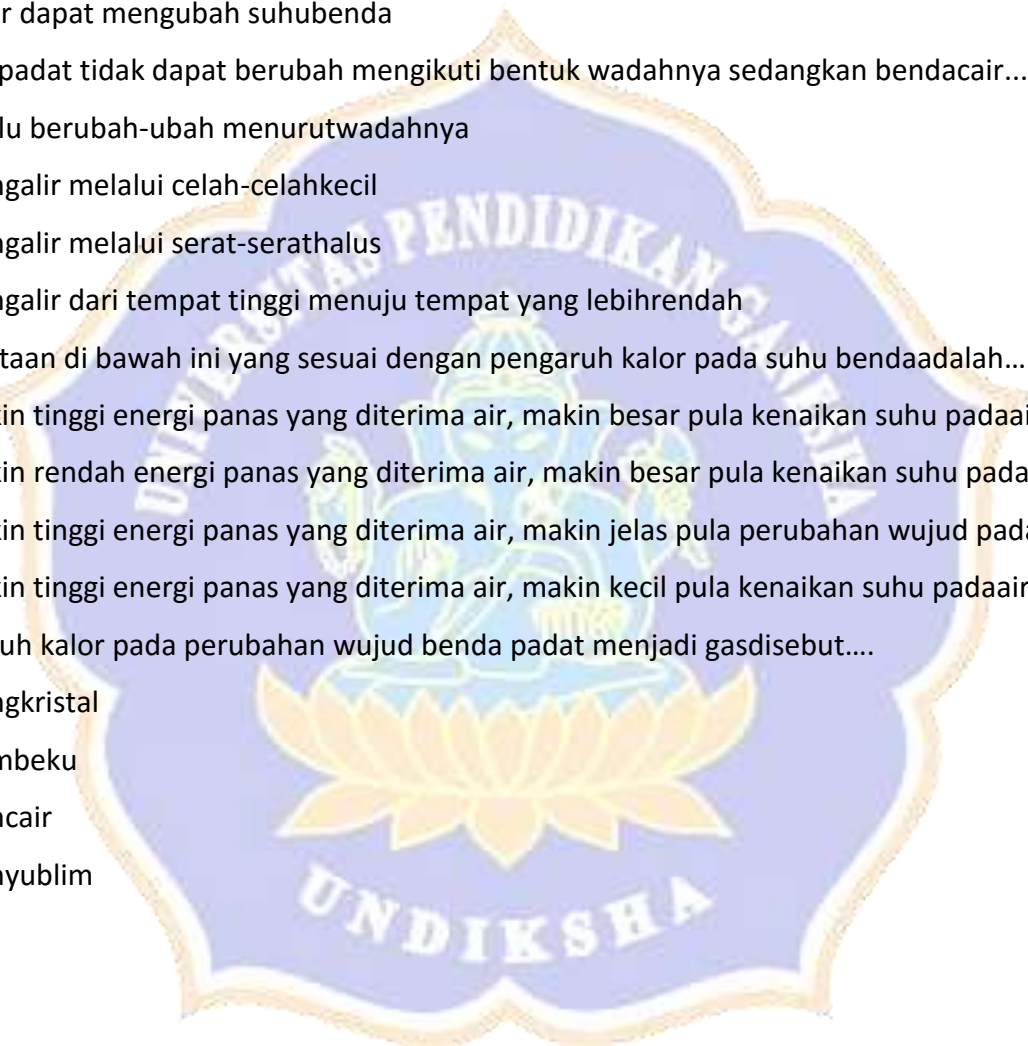 r dapat mengubah suhubenda
padat tidak dapat berubah mengikuti bentuk wadahnya sedangkan bendacair...
lu berubah-ubah menurutwadahnya
ngalir melalui celah-celahkecil
ngalir melalui serat-serathalus
ngalir dari tempat tinggi menuju tempat yang lebihrendah
taan di bawah ini yang sesuai dengan pengaruh kalor pada suhu bendaadalah...
kin tinggi energi panas yang diterima air, makin besar pula kenaikan suhu padaai
kin rendah energi panas yang diterima air, makin besar pula kenaikan suhu pada
kin tinggi energi panas yang diterima air, makin jelas pula perubahan wujud pada
kin tinggi energi panas yang diterima air, makin kecil pula kenaikan suhu padaair
uh kalor pada perubahan wujud benda padat menjadi gasdisebut....
ngkristal
mbeku
ncair
nyublim
UNIVERSITAS PENDIDIKAN GANESHA
UNDIKSHA